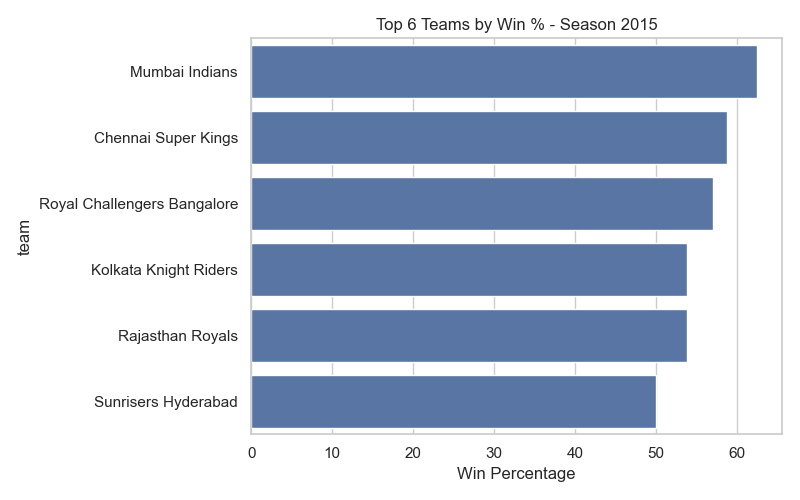 Top 6 Teams by Win % - Season 2015
team
Mumbai Indians
Chennai Super Kings
Royal Challengers Bangalore
Kolkata Knight Riders
Rajasthan Royals
Sunrisers Hyderabad
0 10 20 30 40 50 60
Win Percentage